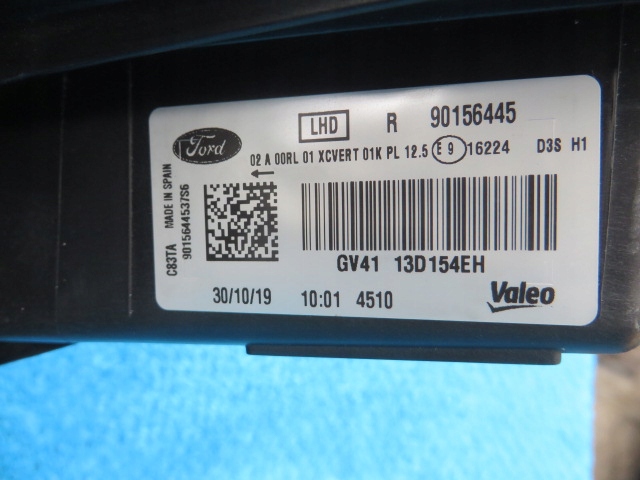 LHD R 90156445
Ford
02 A 00RL 01 XCVERT 01K PL 12.5 E 9 16224 D3S H1
←
C83TA MADE IN SPAIN
9015644537S6
GV41 13D154EH
30/10/19 10:01 4510
Valeo